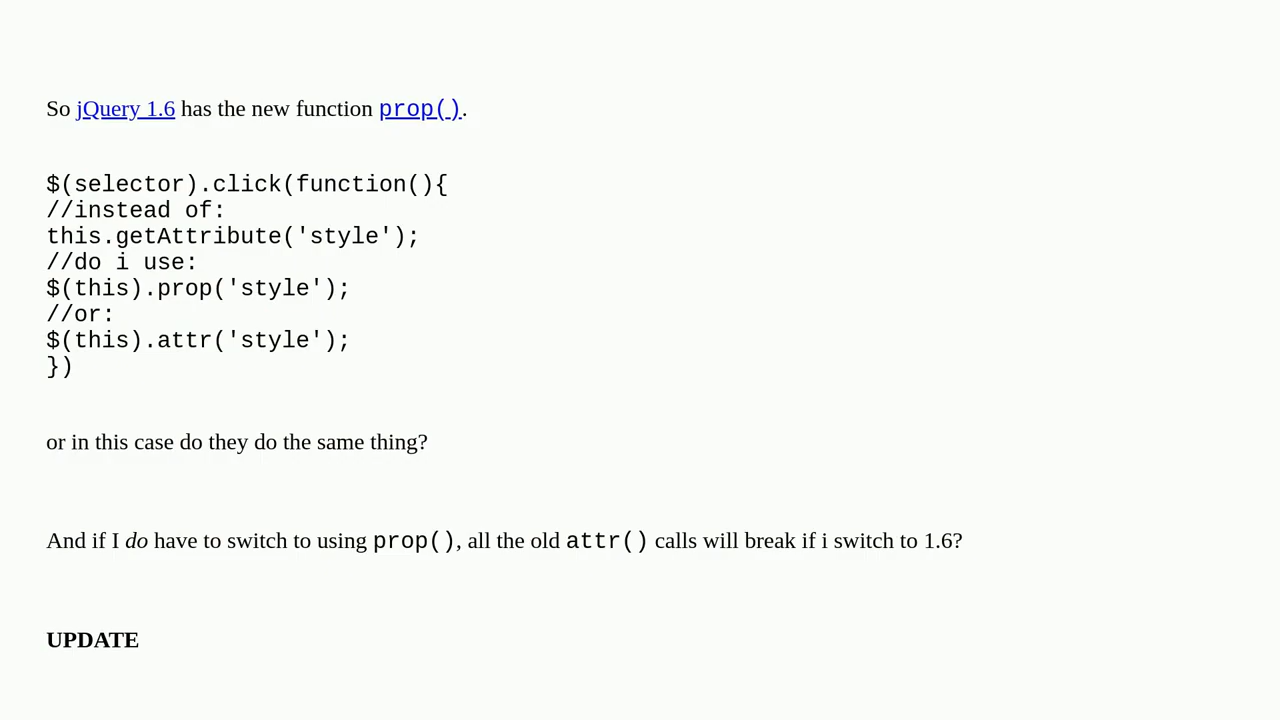 So jQuery 1.6 has the new function prop().
$(selector).click(function(){
//instead of:
this.getAttribute('style');
//do i use:
$(this).prop('style');
//or:
$(this).attr('style');
})
or in this case do they do the same thing?
And if I do have to switch to using prop(), all the old attr() calls will break if i switch to 1.6?
UPDATE